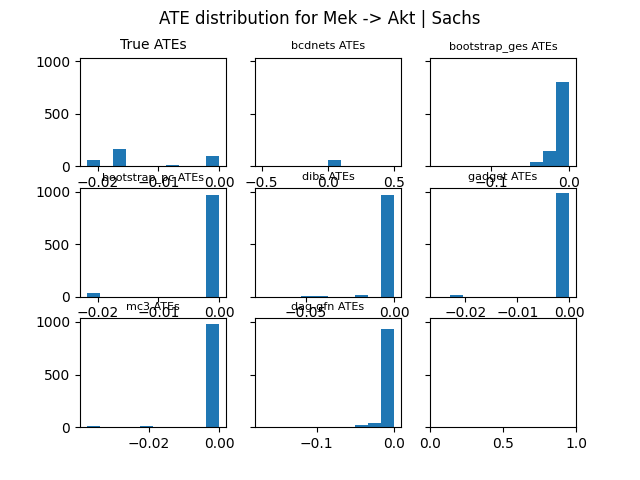 ATE distribution for Mek -> Akt | Sachs
True ATEs
bcdnets ATEs
bootstrap_ges ATEs
1000
500
0
−0.02 −0.01 0.00
−0.5 0.0 0.5
−0.1 0.0
bootstrap_pc ATEs
dibs ATEs
gadget ATEs
1000
500
0
−0.02 −0.01 0.00
−0.05 0.00
−0.02 −0.01 0.00
mc3 ATEs
dag-gfn ATEs
1000
500
0
−0.02 0.00
−0.1 0.0
0.0 0.5 1.0